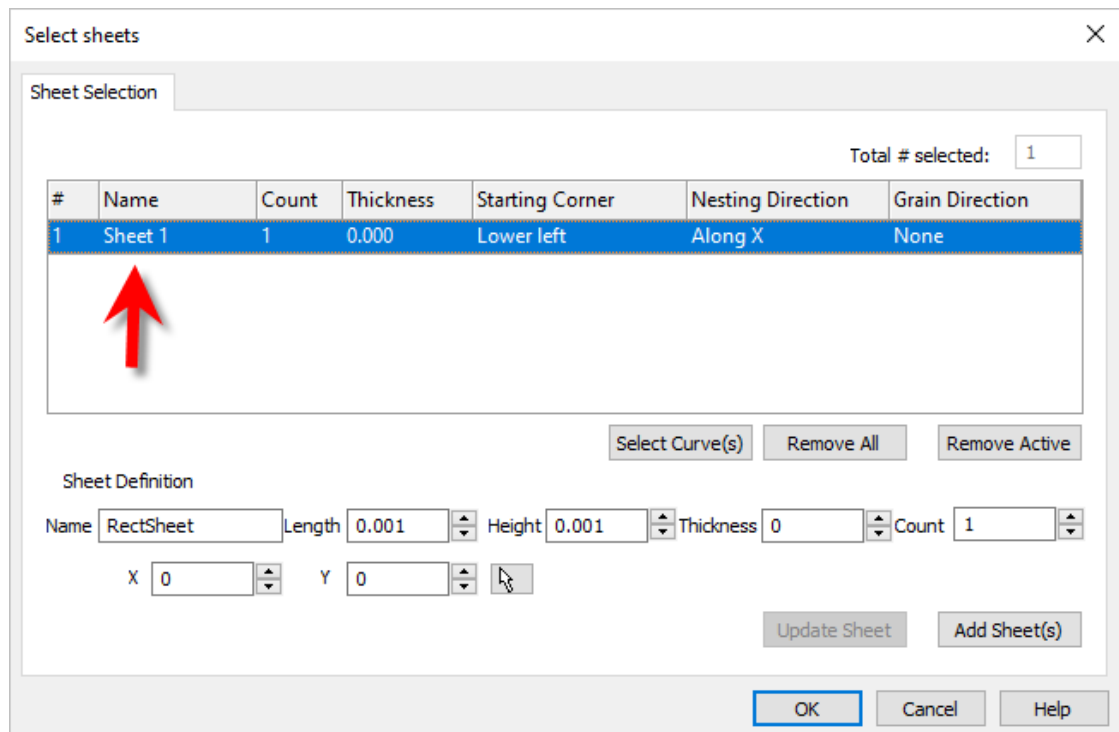 Select sheets
Sheet Selection
Total # selected: 1
# Name Count Thickness Starting Corner Nesting Direction Grain Direction
1 Sheet 1 1 0.000 Lower left Along X None
Select Curve(s) Remove All Remove Active
Sheet Definition
Name RectSheet Length 0.001 Height 0.001 Thickness 0 Count 1
X 0 Y 0
Update Sheet Add Sheet(s)
OK Cancel Help